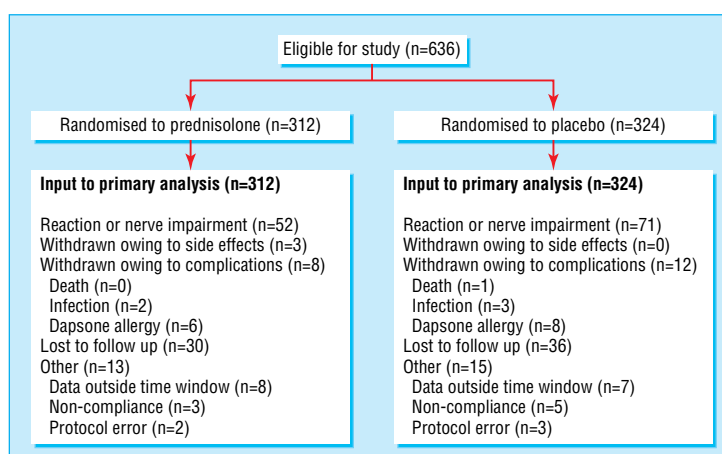 Eligible for study (n=636)
Randomised to prednisolone (n=312)
Randomised to placebo (n=324)
Input to primary analysis (n=312)
Reaction or nerve impairment (n=52)
Withdrawn owing to side effects (n=3)
Withdrawn owing to complications (n=8)
Death (n=0)
Infection (n=2)
Dapsone allergy (n=6)
Lost to follow up (n=30)
Other (n=13)
Data outside time window (n=8)
Non-compliance (n=3)
Protocol error (n=2)
Input to primary analysis (n=324)
Reaction or nerve impairment (n=71)
Withdrawn owing to side effects (n=0)
Withdrawn owing to complications (n=12)
Death (n=1)
Infection (n=3)
Dapsone allergy (n=8)
Lost to follow up (n=36)
Other (n=15)
Data outside time window (n=7)
Non-compliance (n=5)
Protocol error (n=3)